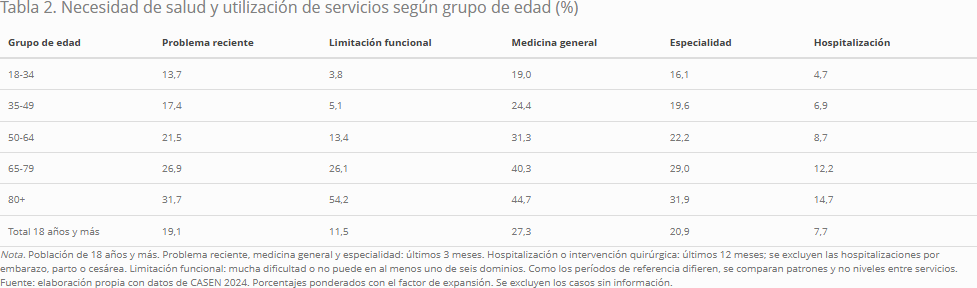 Tabla 2. Necesidad de salud y utilización de servicios según grupo de edad (%)
Grupo de edad Problema reciente Limitación funcional Medicina general Especialidad Hospitalización
18-34 13,7 3,8 19,0 16,1 4,7
35-49 17,4 5,1 24,4 19,6 6,9
50-64 21,5 13,4 31,3 22,2 8,7
65-79 26,9 26,1 40,3 29,0 12,2
80+ 31,7 54,2 44,7 31,9 14,7
Total 18 años y más 19,1 11,5 27,3 20,9 7,7
Nota. Población de 18 años y más. Problema reciente, medicina general y especialidad: últimos 3 meses. Hospitalización o intervención quirúrgica: últimos 12 meses; se excluyen las hospitalizaciones por
embarazo, parto o cesárea. Limitación funcional: mucha dificultad o no puede en al menos uno de seis dominios. Como los períodos de referencia difieren, se comparan patrones y no niveles entre servicios.
Fuente: elaboración propia con datos de CASEN 2024. Porcentajes ponderados con el factor de expansión. Se excluyen los casos sin información.